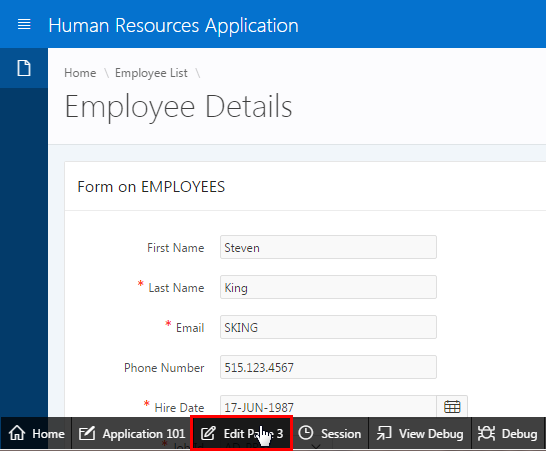 Human Resources Application
Home \ Employee List \
Employee Details
Form on EMPLOYEES
First Name Steven
* Last Name King
* Email SKING
Phone Number 515.123.4567
* Hire Date 17-JUN-1987
Home Application 101 Edit Page 3 Session View Debug Debug